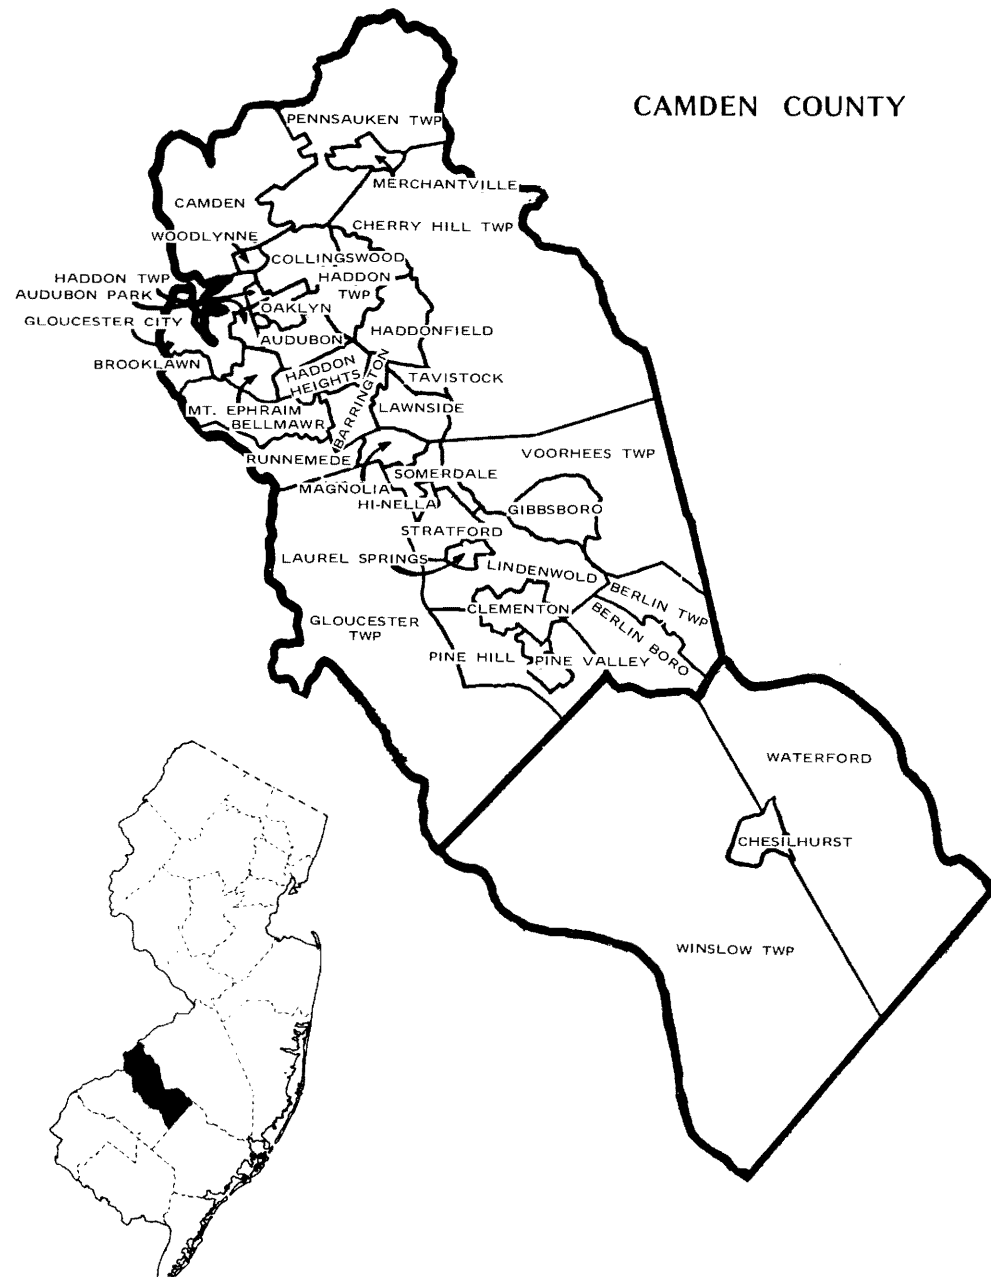 CAMDEN COUNTY
PENNSAUKEN TWP
MERCHANTVILLE
CAMDEN
CHERRY HILL TWP
WOODLYNNE
COLLINGSWOOD
HADDON TWP
HADDON
TWP
AUDUBON PARK
OAKLYN
GLOUCESTER CITY
HADDONFIELD
AUDUBON
BROOKLAWN
HADDON
HEIGHTS
BARRINGTON
TAVISTOCK
MT. EPHRAIM
LAWNSIDE
BELLMAWR
VOORHEES TWP
RUNNEMEDE
SOMERDALE
MAGNOLIA
HI-NELLA
GIBBSBORO
STRATFORD
LAUREL SPRINGS
LINDENWOLD
BERLIN TWP
CLEMENTON
BERLIN BORO
GLOUCESTER
TWP
PINE HILL
PINE VALLEY
WATERFORD
CHESILHURST
WINSLOW TWP